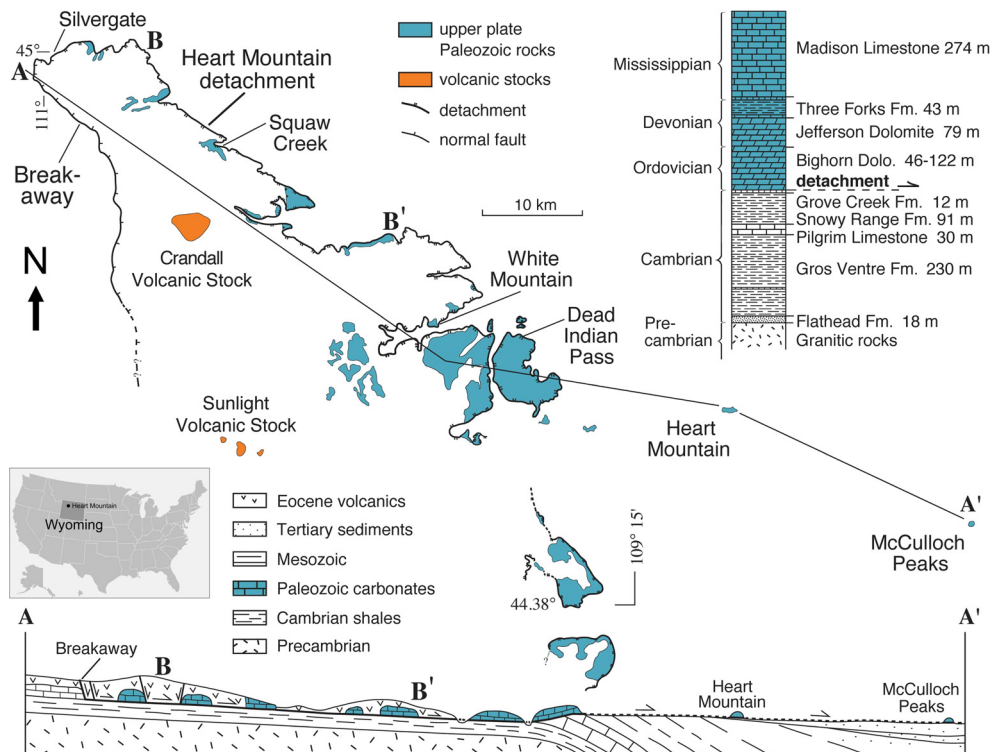 Silvergate
45°
A
B
111°
Heart Mountain
detachment
Squaw
Creek
Break-
away
N
Crandall
Volcanic Stock
Sunlight
Volcanic Stock
B'
10 km
White
Mountain
Dead
Indian
Pass
Heart
Mountain
A'
McCulloch
Peaks
?
upper plate
Paleozoic rocks
volcanic stocks
detachment
normal fault
Mississippian
Devonian
Ordovician
Cambrian
Pre-
cambrian
Madison Limestone 274 m
Three Forks Fm. 43 m
Jefferson Dolomite 79 m
Bighorn Dolo. 46-122 m
detachment
Grove Creek Fm. 12 m
Snowy Range Fm. 91 m
Pilgrim Limestone 30 m
Gros Ventre Fm. 230 m
Flathead Fm. 18 m
Granitic rocks
Heart Mountain
Wyoming
Eocene volcanics
Tertiary sediments
Mesozoic
Paleozoic carbonates
Cambrian shales
Precambrian
109° 15'
44.38°
?
A
A'
Breakaway
B
B'
Heart
Mountain
McCulloch
Peaks